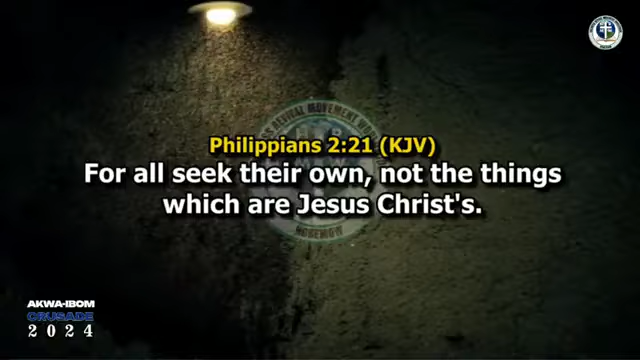 Philippians 2:21 (KJV)
For all seek their own, not the things
which are Jesus Christ's.
AKWA-IBOM
CRUSADE
2024